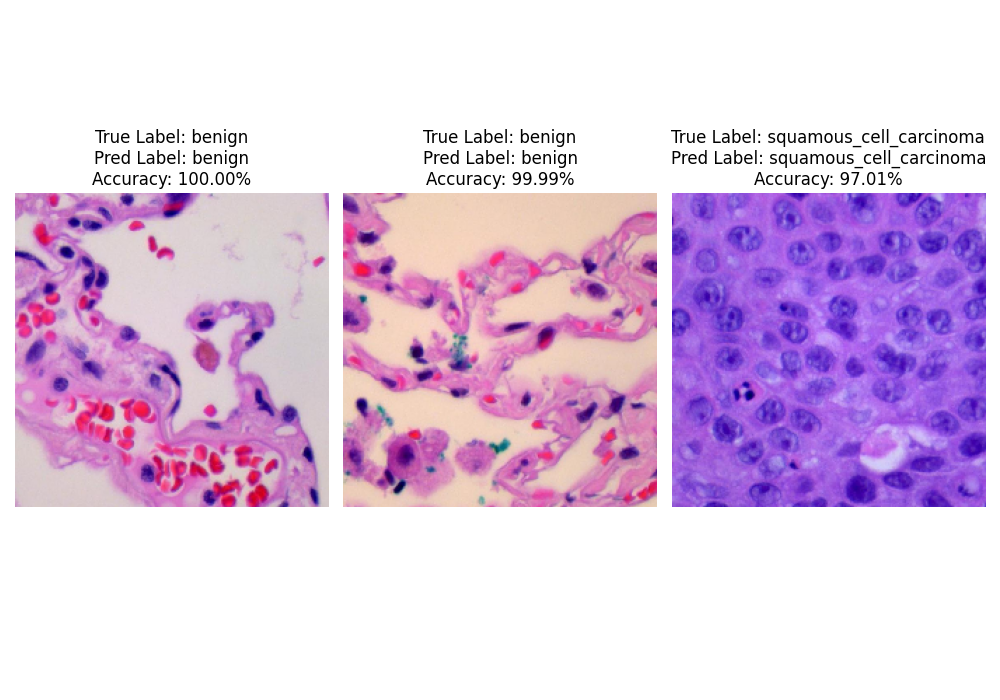 True Label: benign
Pred Label: benign
Accuracy: 100.00%
True Label: benign
Pred Label: benign
Accuracy: 99.99%
True Label: squamous_cell_carcinoma
Pred Label: squamous_cell_carcinoma
Accuracy: 97.01%